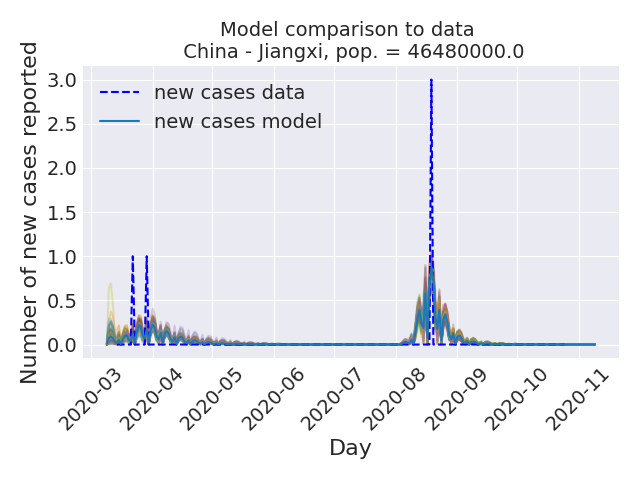 Model comparison to data
China - Jiangxi, pop. = 46480000.0
Number of new cases reported
3.0
2.5
2.0
1.5
1.0
0.5
0.0
new cases data
new cases model
2020-03
2020-04
2020-05
2020-06
2020-07
2020-08
2020-09
2020-10
2020-11
Day